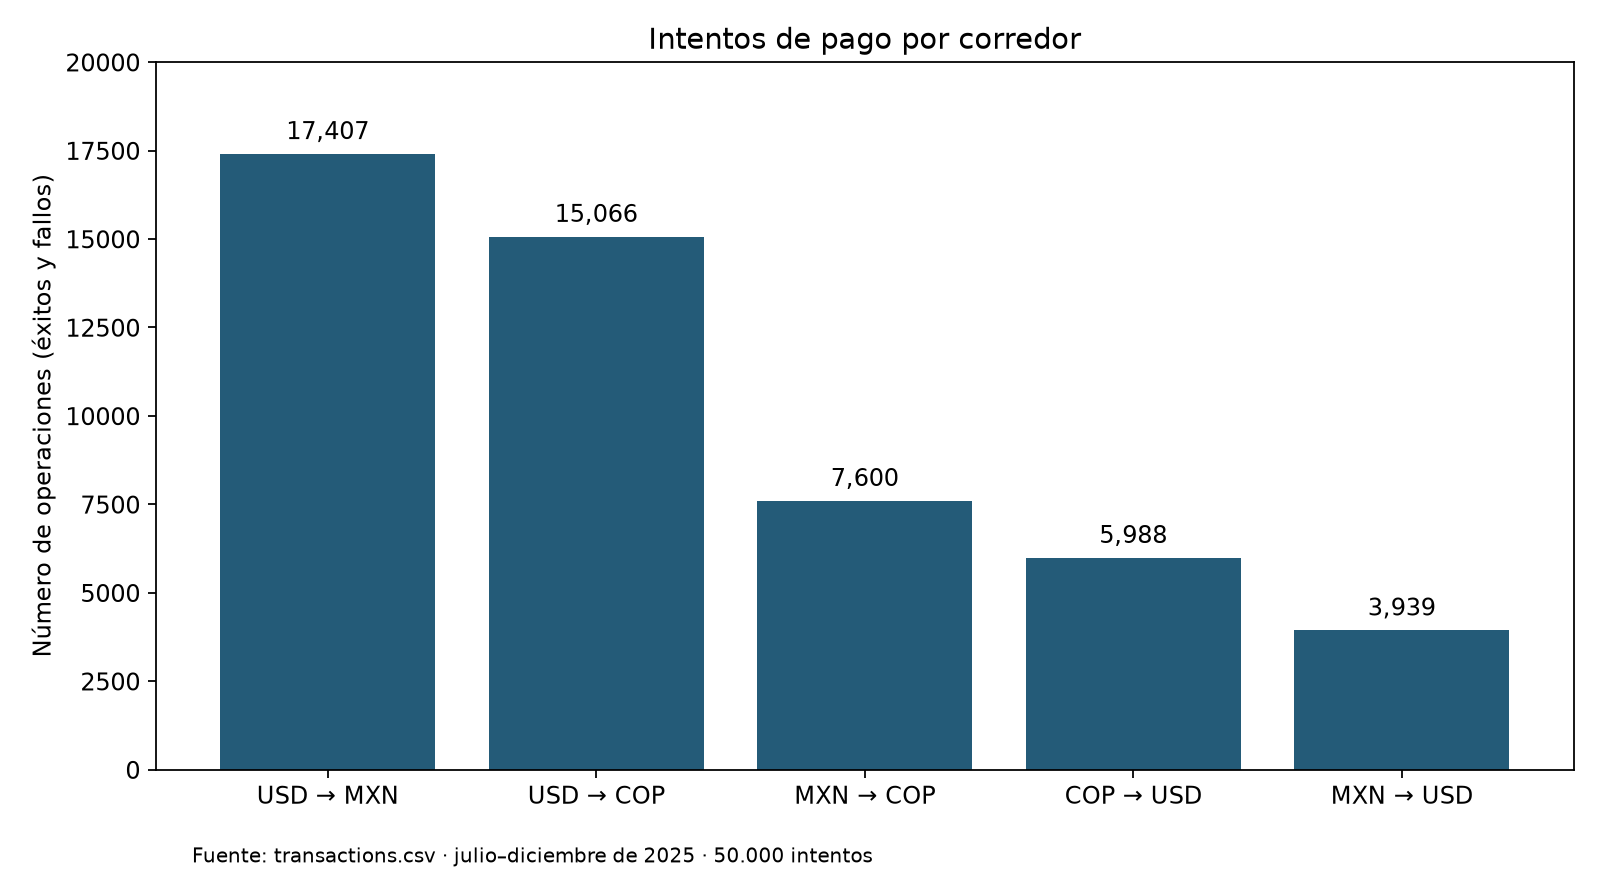 Intentos de pago por corredor
Número de operaciones (éxitos y fallos)
20000
17500
15000
12500
10000
7500
5000
2500
0
17,407
15,066
7,600
5,988
3,939
USD → MXN
USD → COP
MXN → COP
COP → USD
MXN → USD
Fuente: transactions.csv · julio–diciembre de 2025 · 50.000 intentos